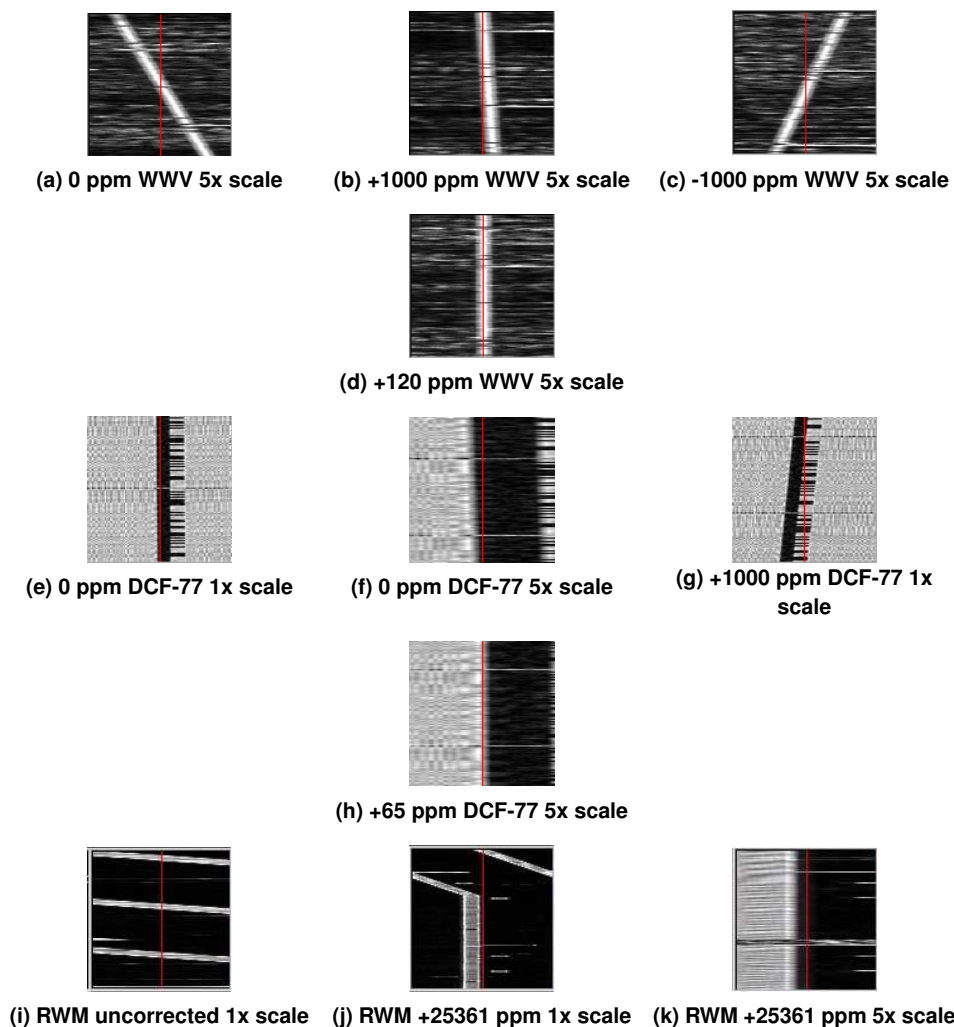 (a) 0 ppm WWV 5x scale
(b) +1000 ppm WWV 5x scale
(c) -1000 ppm WWV 5x scale
(d) +120 ppm WWV 5x scale
(e) 0 ppm DCF-77 1x scale
(f) 0 ppm DCF-77 5x scale
(g) +1000 ppm DCF-77 1x
scale
(h) +65 ppm DCF-77 5x scale
(i) RWM uncorrected 1x scale
(j) RWM +25361 ppm 1x scale
(k) RWM +25361 ppm 5x scale